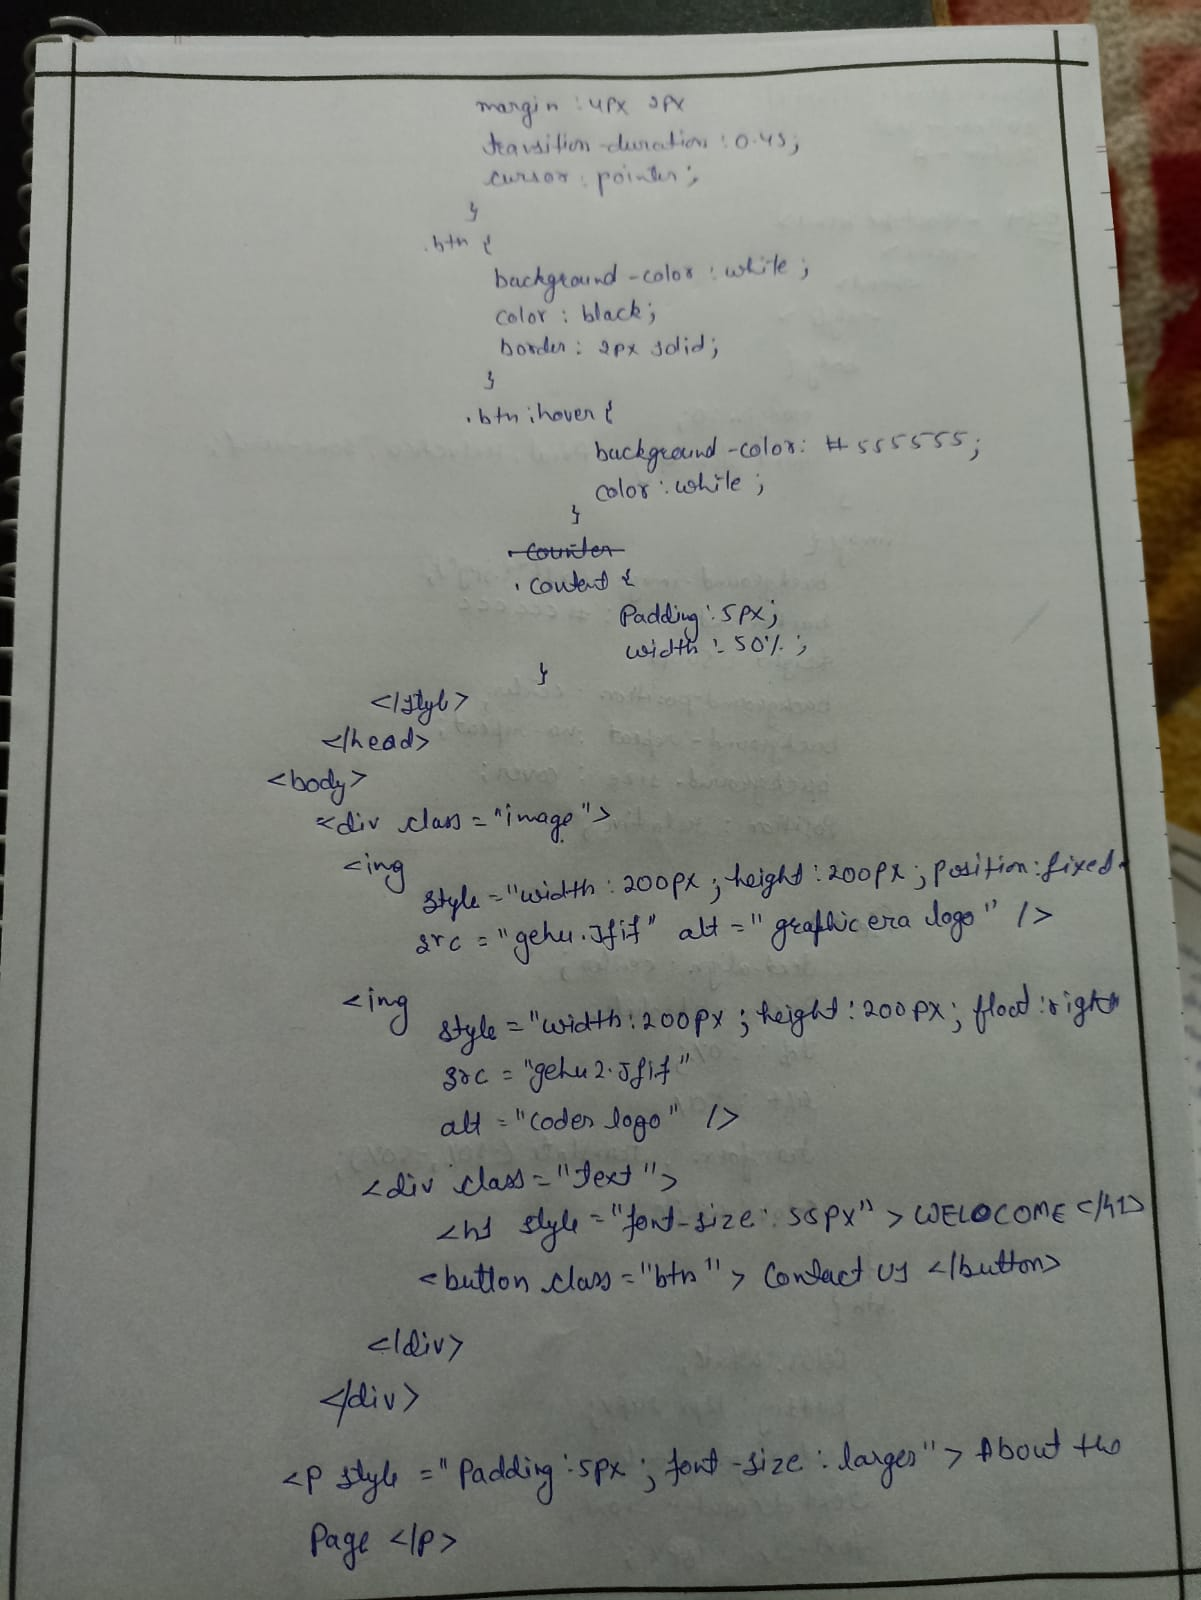 margin : 4px 2px
transition-duration : 0.4s;
cursor : pointer;
}
.btn {
background-color : white;
color : black;
border : 2px solid;
}
.btn:hover {
background-color: #555555;
color : white;
}
.counter
.content {
Padding : 5px;
width : 50%;
}
</style>
</head>
<body>
<div class = "image">
<img
style = "width : 200px ; height : 200px ; position : fixed
src = "gehu.Jfif" alt = " graphic era logo" />
<img
style = "width : 200px ; height : 200px ; float : right
src = "gehu2.Jfif"
alt = "coder logo" />
<div class = "text">
<h1 style = "font-size : 55px" > WELOCOME </h1>
<button class = "btn" > Contact Us </button>
</div>
</div>
<p style = " Padding : 5px ; font-size : larger" > About the
Page </p>